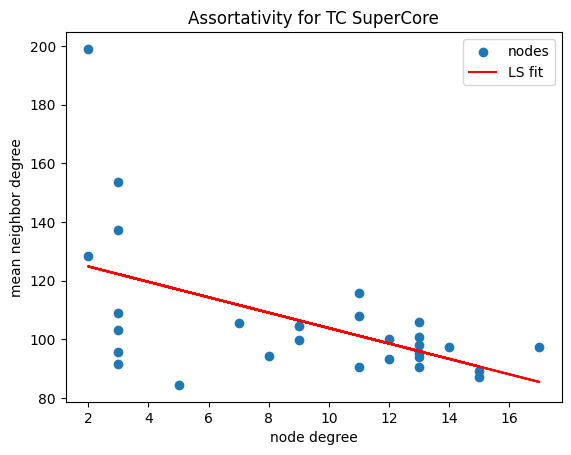 Assortativity for TC SuperCore
nodes
LS fit
mean neighbor degree
200
180
160
140
120
100
80
2 4 6 8 10 12 14 16
node degree